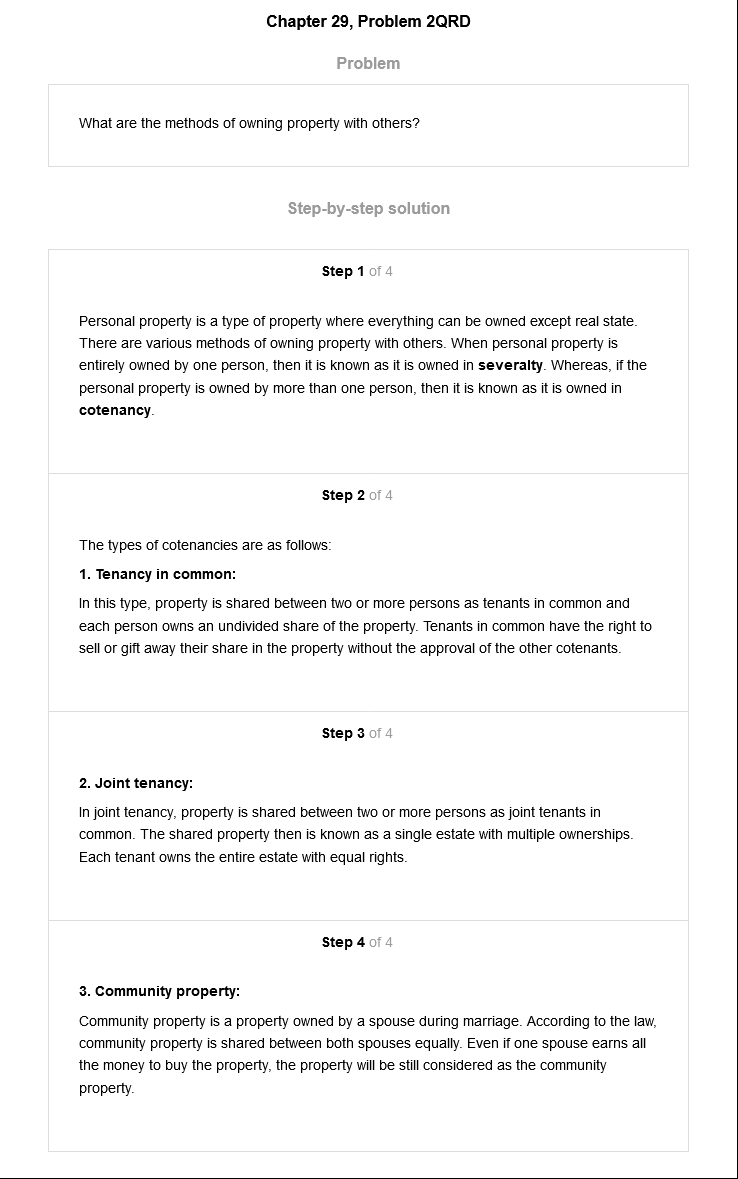 Chapter 29, Problem 2QRD
Problem
What are the methods of owning property with others?
Step-by-step solution
Step 1 of 4
Personal property is a type of property where everything can be owned except real state.
There are various methods of owning property with others. When personal property is
entirely owned by one person, then it is known as it is owned in severalty. Whereas, if the
personal property is owned by more than one person, then it is known as it is owned in
cotenancy.
Step 2 of 4
The types of cotenancies are as follows:
1. Tenancy in common:
In this type, property is shared between two or more persons as tenants in common and
each person owns an undivided share of the property. Tenants in common have the right to
sell or gift away their share in the property without the approval of the other cotenants.
Step 3 of 4
2. Joint tenancy:
In joint tenancy, property is shared between two or more persons as joint tenants in
common. The shared property then is known as a single estate with multiple ownerships.
Each tenant owns the entire estate with equal rights.
Step 4 of 4
3. Community property:
Community property is a property owned by a spouse during marriage. According to the law,
community property is shared between both spouses equally. Even if one spouse earns all
the money to buy the property, the property will be still considered as the community
property.